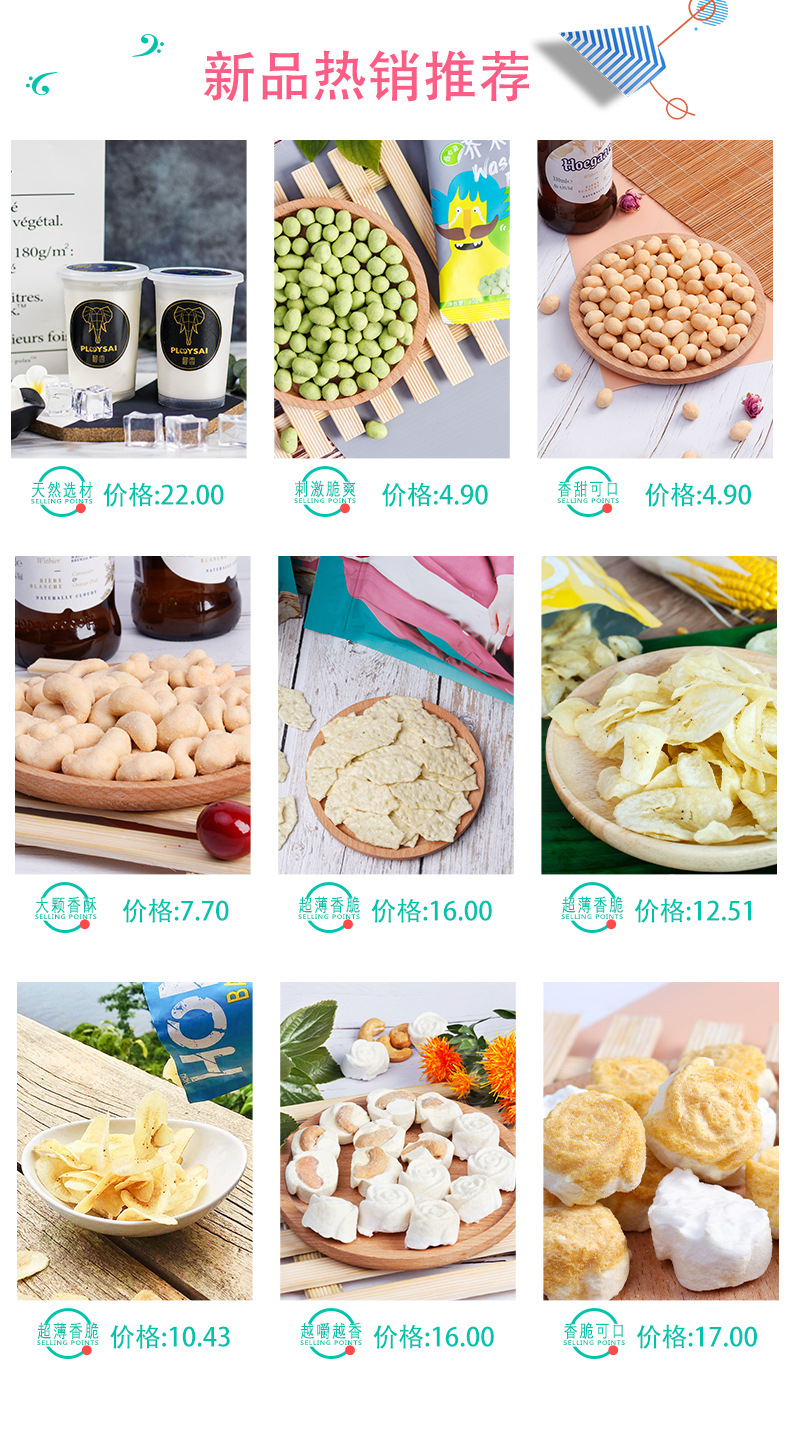 新品热销推荐
végétal.
180g/m²:
itres.
ieurs foi
PLOYSAI
PLOYSAI
Hoegaa
天然选材
SELLING POINTS
价格:22.00
刺激脆爽
SELLING POINTS
价格:4.90
香甜可口
SELLING POINTS
价格:4.90
BIÈRE
BLANCHE
NATURALLY CLOUDY
大颗香酥
SELLING POINTS
价格:7.70
超薄香脆
SELLING POINTS
价格:16.00
超薄香脆
SELLING POINTS
价格:12.51
超薄香脆
SELLING POINTS
价格:10.43
越嚼越香
SELLING POINTS
价格:16.00
香脆可口
SELLING POINTS
价格:17.00